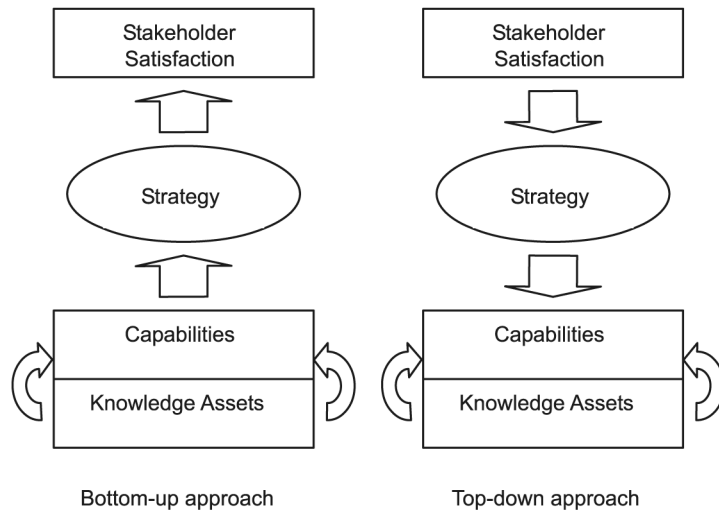 Stakeholder
Satisfaction
Strategy
Capabilities
Knowledge Assets
Bottom-up approach
Stakeholder
Satisfaction
Strategy
Capabilities
Knowledge Assets
Top-down approach